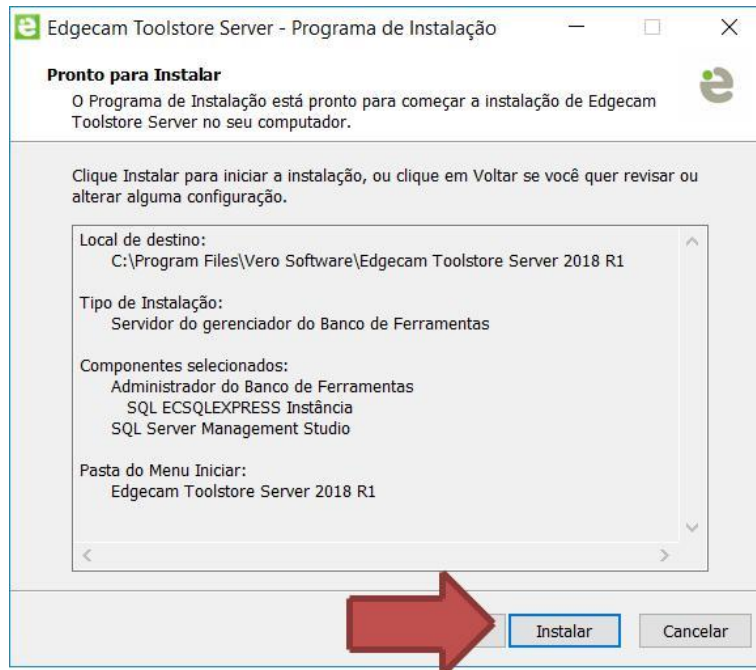 Edgecam Toolstore Server - Programa de Instalação
Pronto para Instalar
O Programa de Instalação está pronto para começar a instalação de Edgecam
Toolstore Server no seu computador.
Clique Instalar para iniciar a instalação, ou clique em Voltar se você quer revisar ou
alterar alguma configuração.
Local de destino:
C:\Program Files\Vero Software\Edgecam Toolstore Server 2018 R1
Tipo de Instalação:
Servidor do gerenciador do Banco de Ferramentas
Componentes selecionados:
Administrador do Banco de Ferramentas
SQL ECSQLEXPRESS Instância
SQL Server Management Studio
Pasta do Menu Iniciar:
Edgecam Toolstore Server 2018 R1
Instalar
Cancelar